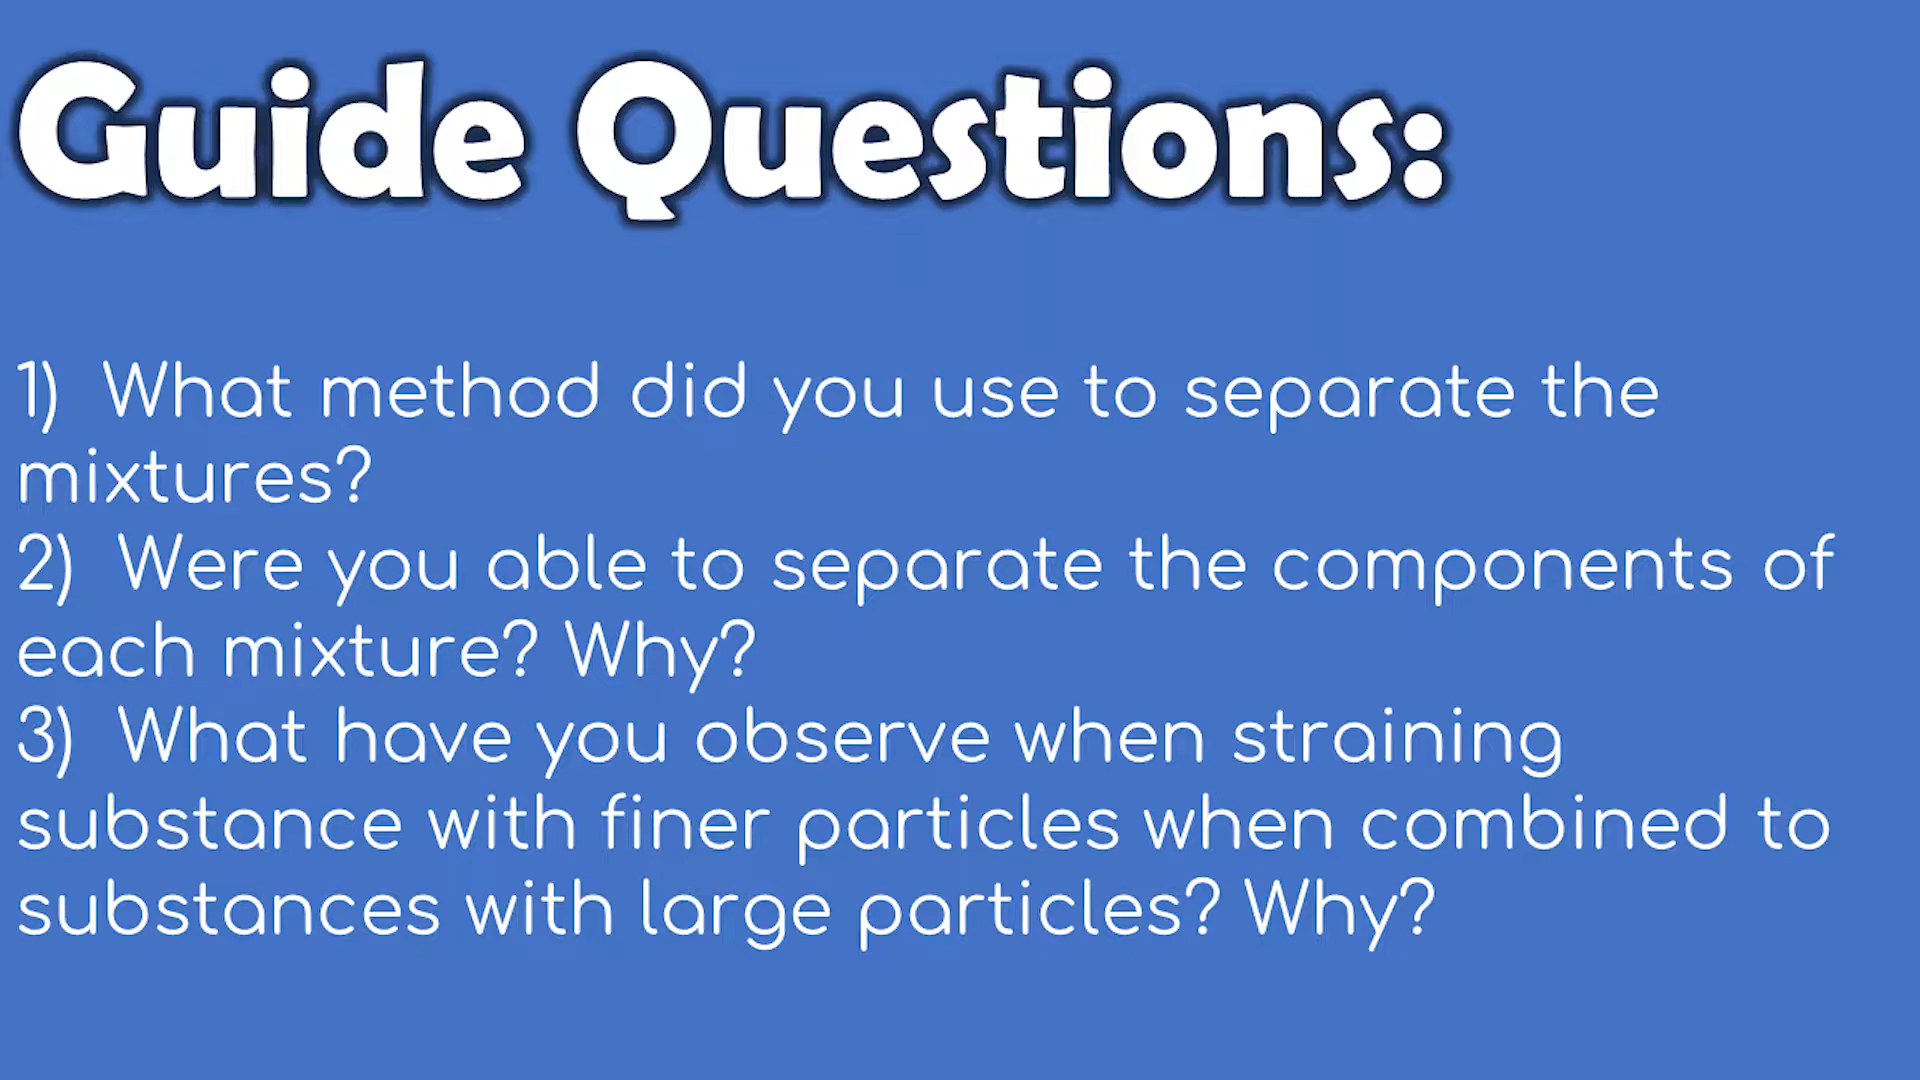 Guide Questions:
1) What method did you use to separate the
mixtures?
2) Were you able to separate the components of
each mixture? Why?
3) What have you observe when straining
substance with finer particles when combined to
substances with large particles? Why?